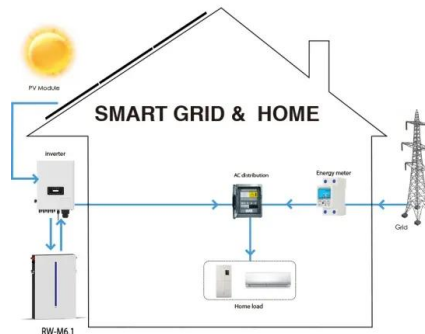 PV Module
SMART GRID & HOME
Inverter
AC distribution
Energy meter
Grid
Home load
RW-M6.1